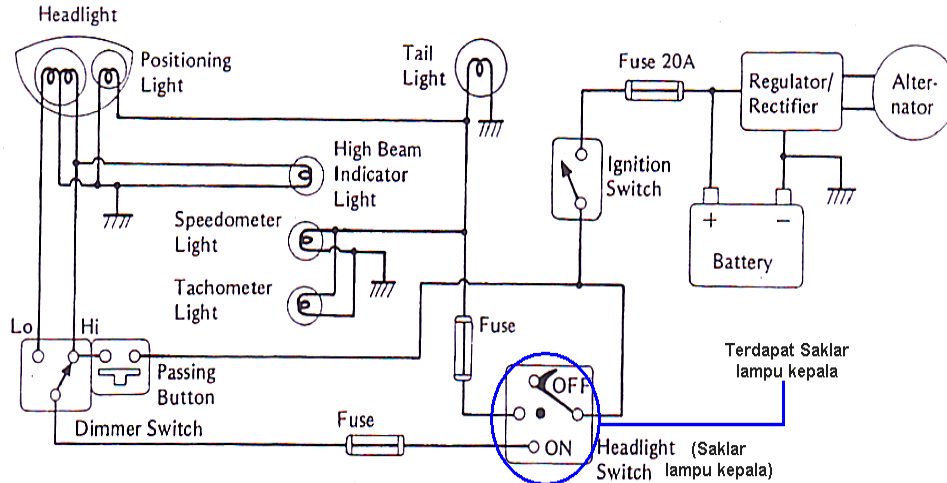 Headlight
Positioning
Light
Tail
Light
Fuse 20A
Regulator/
Rectifier
Alter-
nator
High Beam
Indicator
Light
Ignition
Switch
+
−
Battery
Speedometer
Light
Tachometer
Light
Lo
Hi
Fuse
Passing
Button
Dimmer Switch
Fuse
OFF
ON
Headlight
Switch
(Saklar
lampu kepala)
Terdapat Saklar
lampu kepala